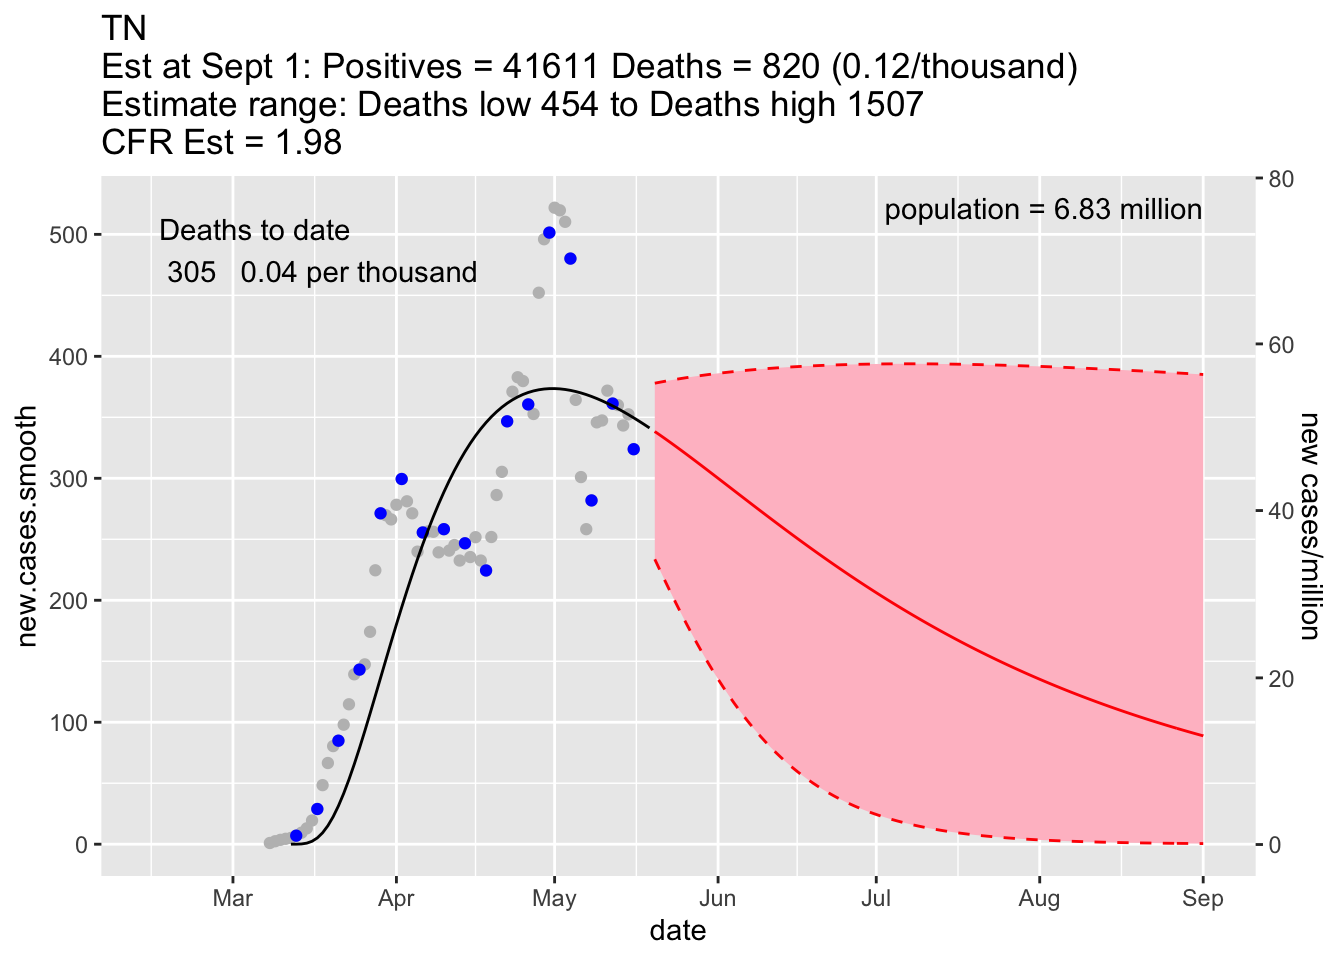 TN
Est at Sept 1: Positives = 41611 Deaths = 820 (0.12/thousand)
Estimate range: Deaths low 454 to Deaths high 1507
CFR Est = 1.98
Deaths to date
305 0.04 per thousand
population = 6.83 million
500
400
300
200
100
0
new.cases.smooth
80
60
40
20
0
new cases/million
Mar Apr May Jun Jul Aug Sep
date